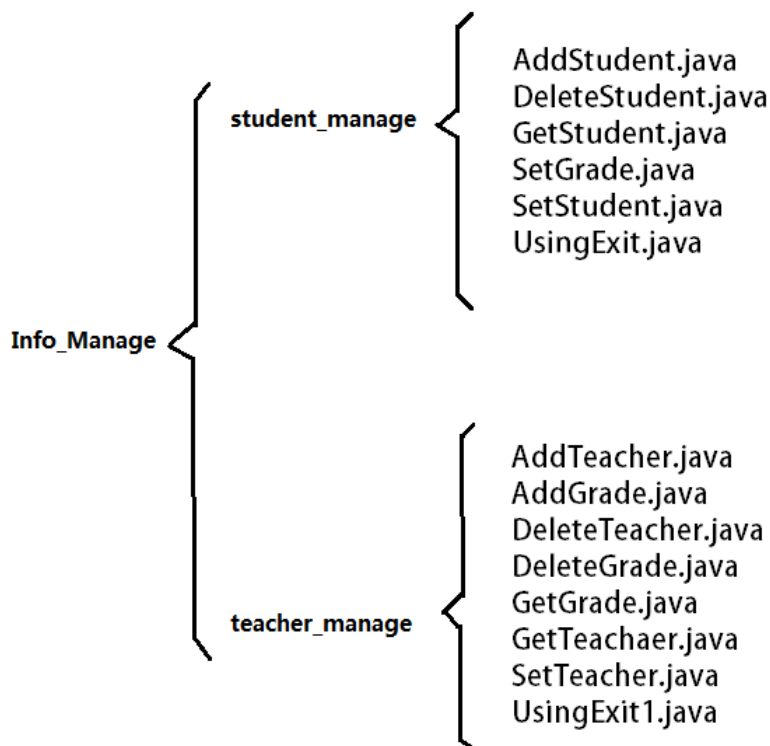 Info_Manage
student_manage
AddStudent.java
DeleteStudent.java
GetStudent.java
SetGrade.java
SetStudent.java
UsingExit.java
teacher_manage
AddTeacher.java
AddGrade.java
DeleteTeacher.java
DeleteGrade.java
GetGrade.java
GetTeachaer.java
SetTeacher.java
UsingExit1.java